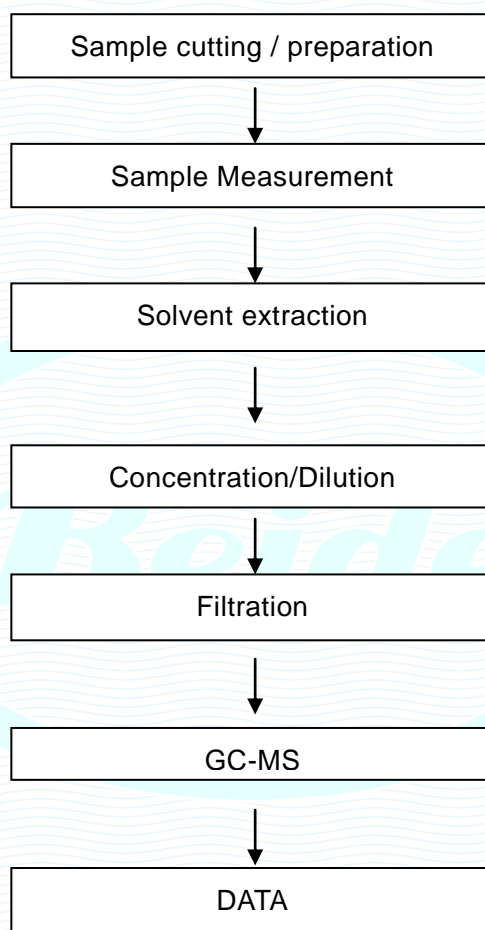 Sample cutting / preparation
Sample Measurement
Solvent extraction
Concentration/Dilution
Filtration
GC-MS
DATA